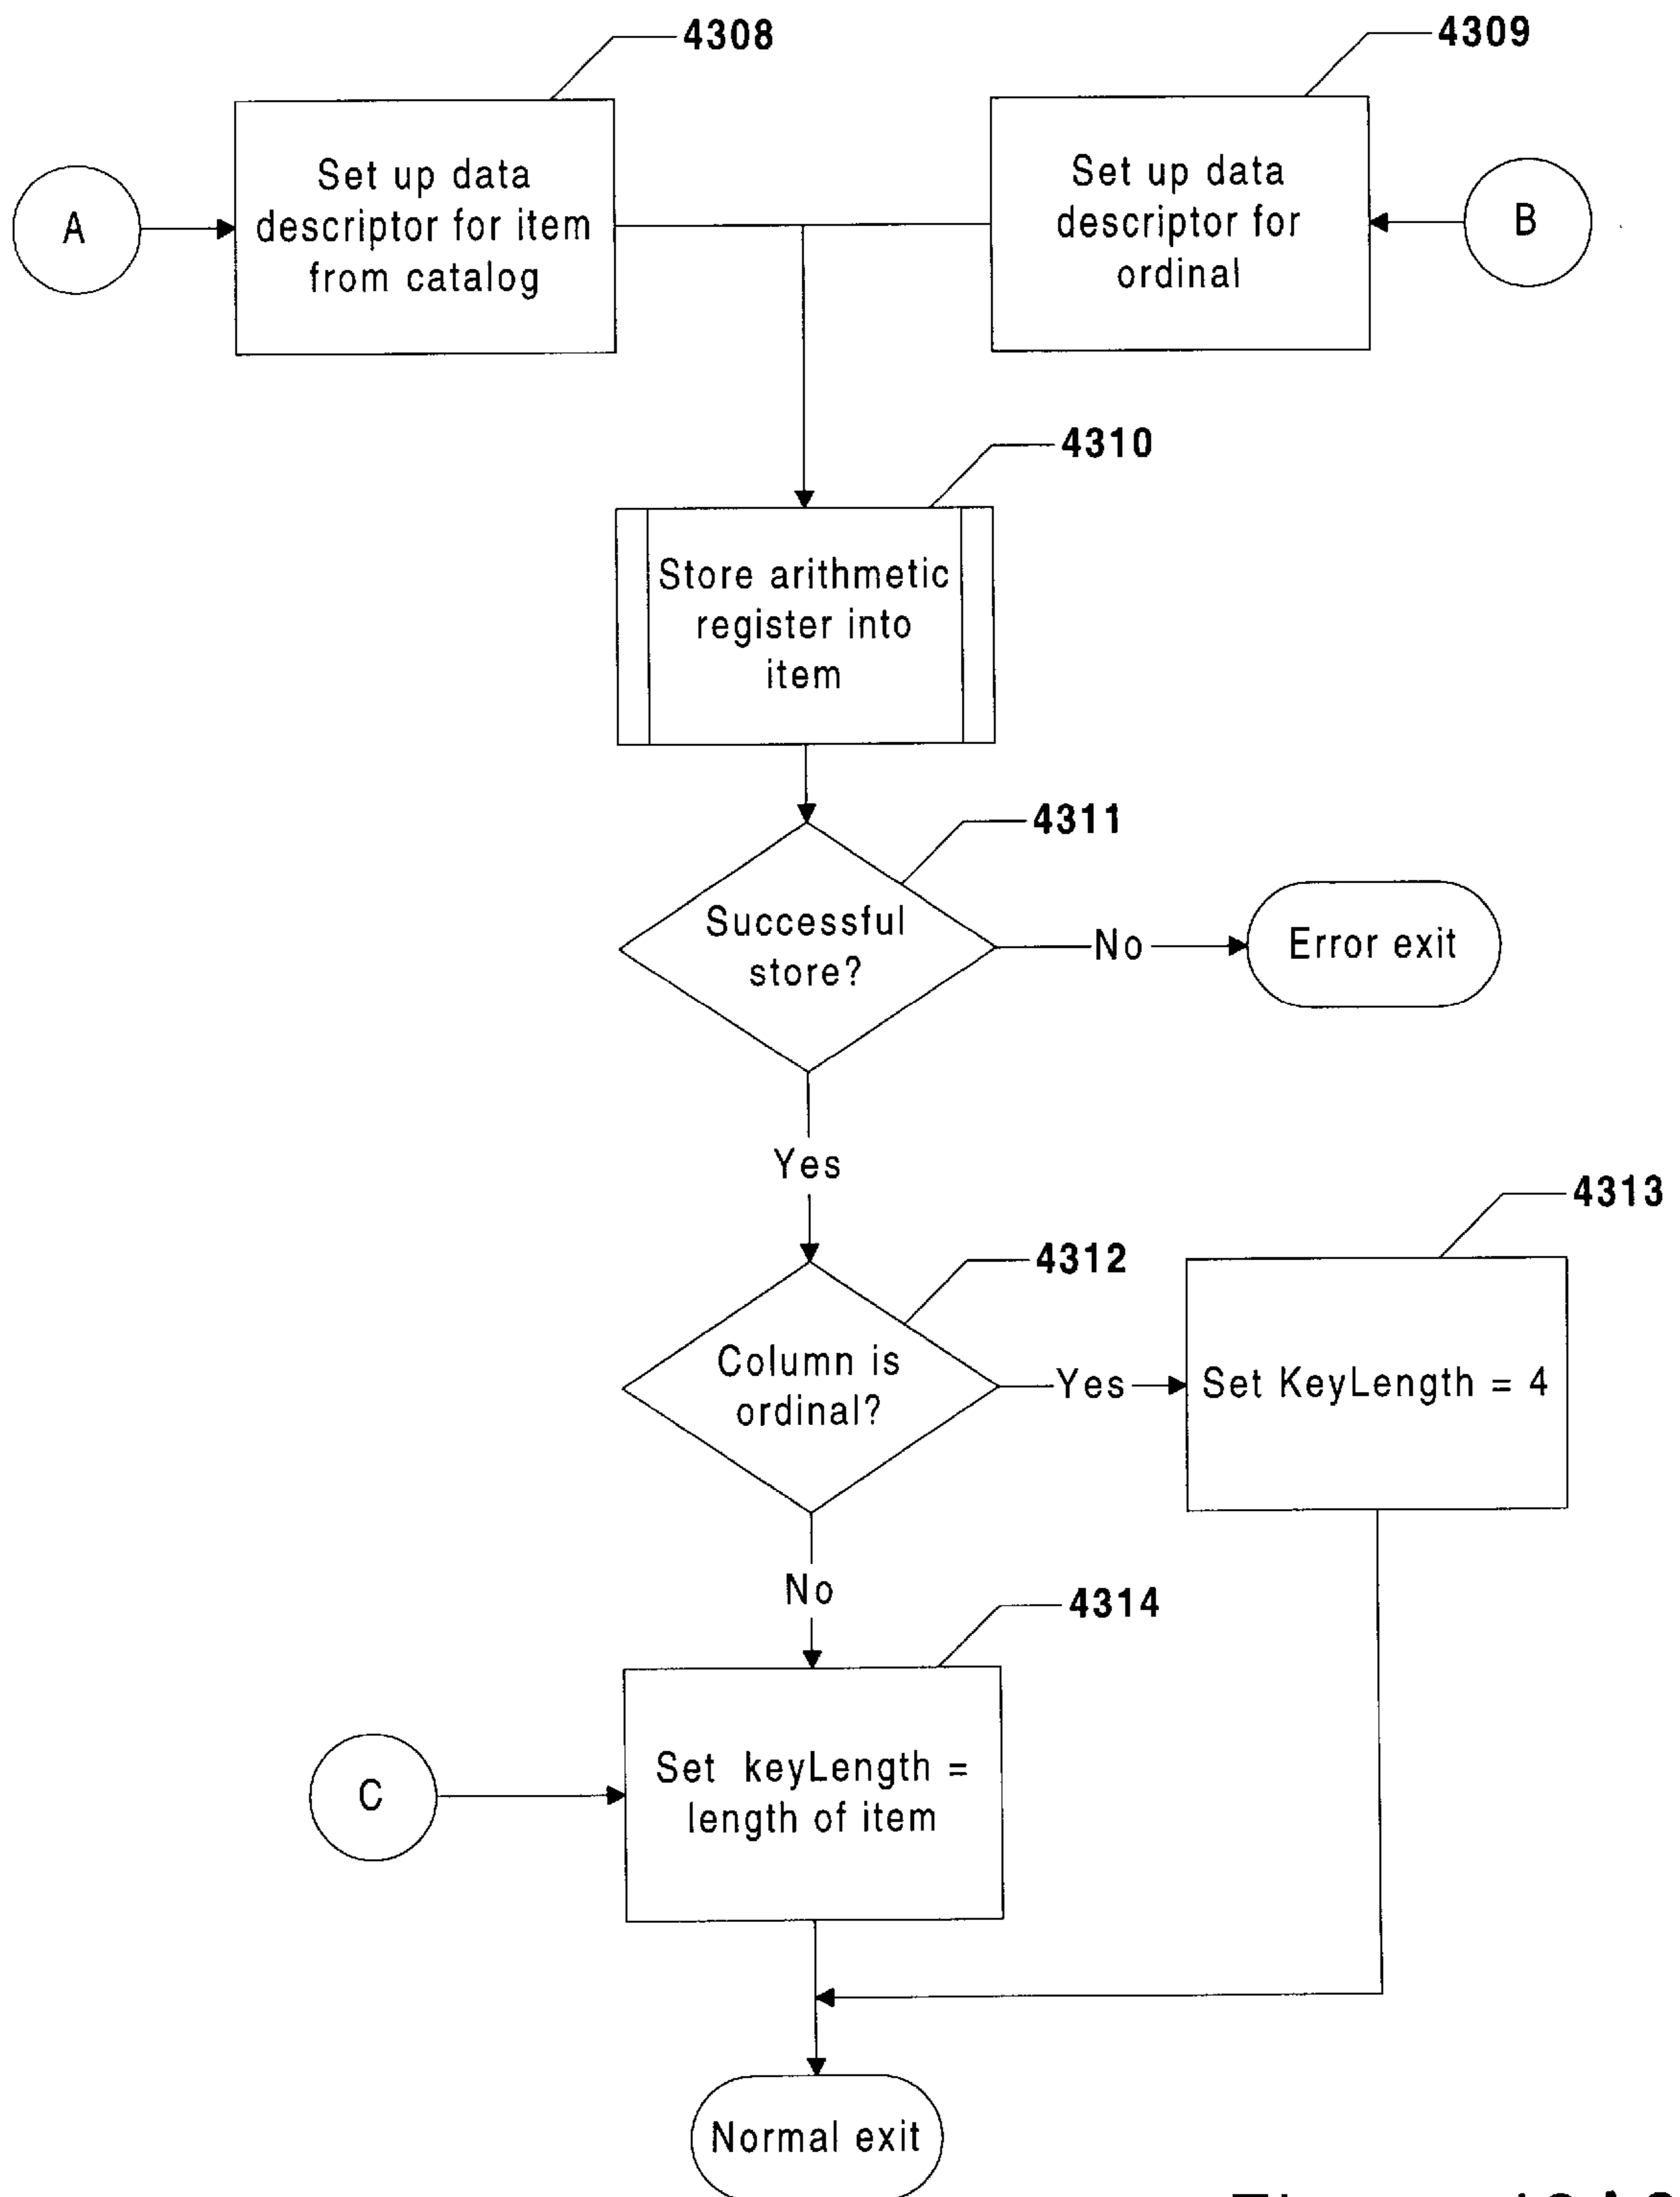 4308
4309
A
Set up data
descriptor for item
from catalog
Set up data
descriptor for
ordinal
B
4310
Store arithmetic
register into
item
4311
Successful
store?
No
Error exit
Yes
4313
4312
Column is
ordinal?
Yes
Set KeyLength = 4
No
4314
C
Set keyLength =
length of item
Normal exit